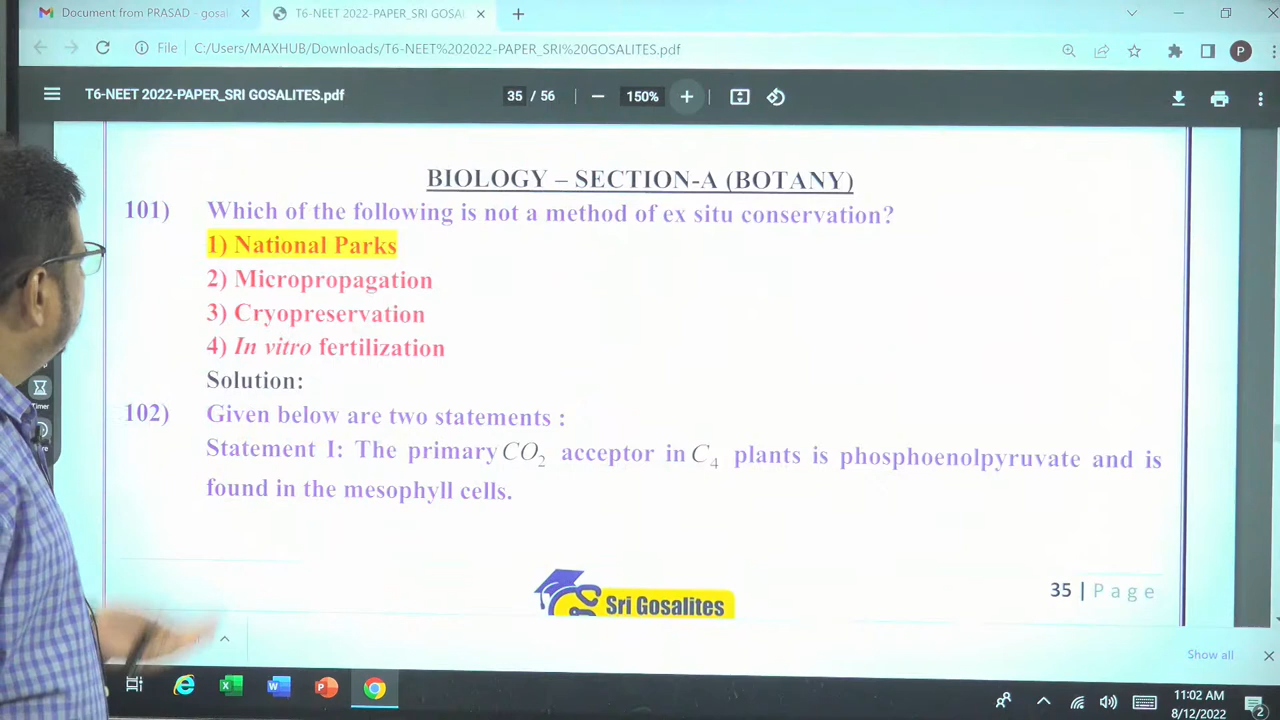 Document from PRASAD - gosal
T6-NEET 2022-PAPER_SRI GOSAL
File
C:/Users/MAXHUB/Downloads/T6-NEET%202022-PAPER_SRI%20GOSALITES.pdf
P
T6-NEET 2022-PAPER_SRI GOSALITES.pdf
35 / 56
150%
BIOLOGY – SECTION-A (BOTANY)
101) Which of the following is not a method of ex situ conservation?
1) National Parks
2) Micropropagation
3) Cryopreservation
4) In vitro fertilization
Solution:
102) Given below are two statements :
Statement I: The primary CO₂ acceptor in C₄ plants is phosphoenolpyruvate and is
found in the mesophyll cells.
Timer
Sri Gosalites
35 | Page
Show all
11:02 AM
8/12/2022
2